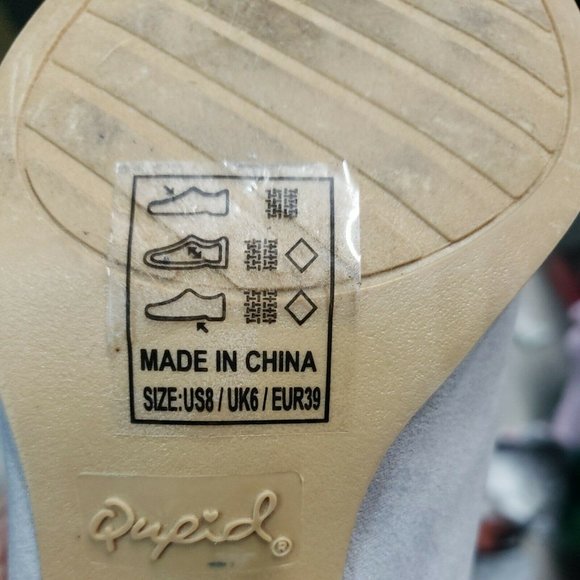 MADE IN CHINA
SIZE:US8 / UK6 / EUR39
Qupid®